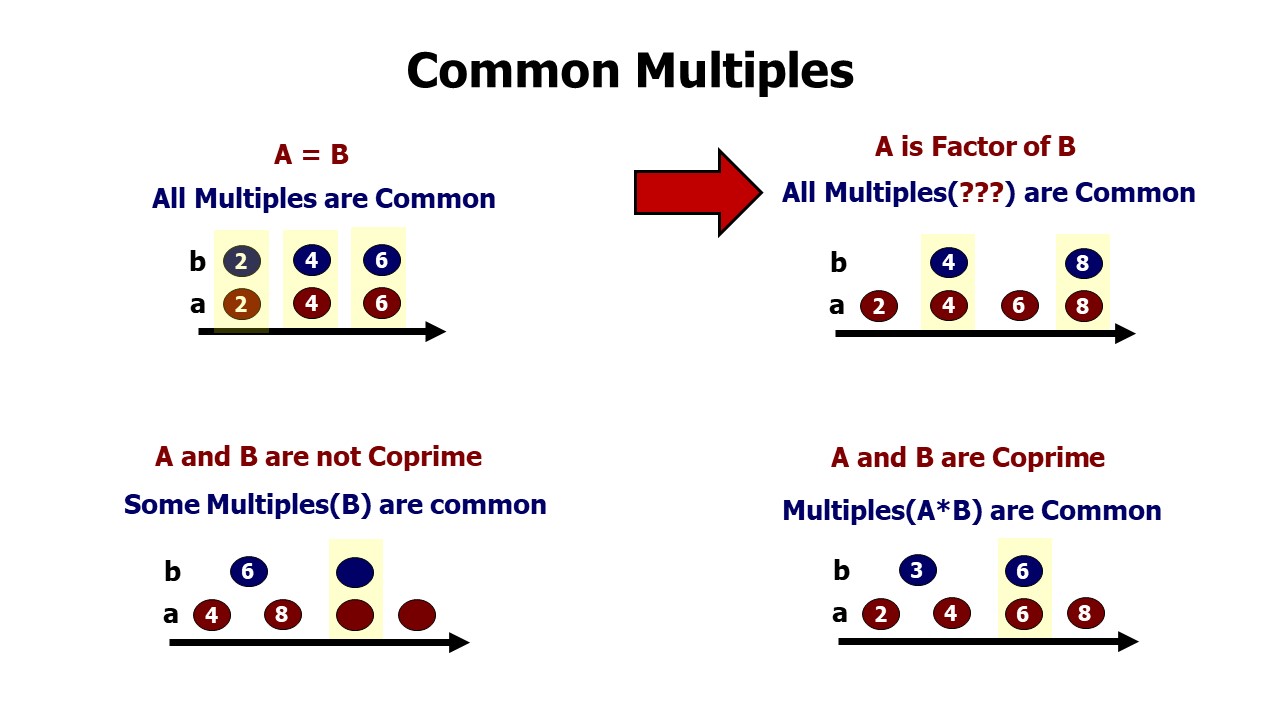 Common Multiples
A = B
All Multiples are Common
b 2 4 6
a 2 4 6
A is Factor of B
All Multiples(???) are Common
b 4 8
a 2 4 6 8
A and B are not Coprime
Some Multiples(B) are common
b 6
a 4 8
A and B are Coprime
Multiples(A*B) are Common
b 3 6
a 2 4 6 8